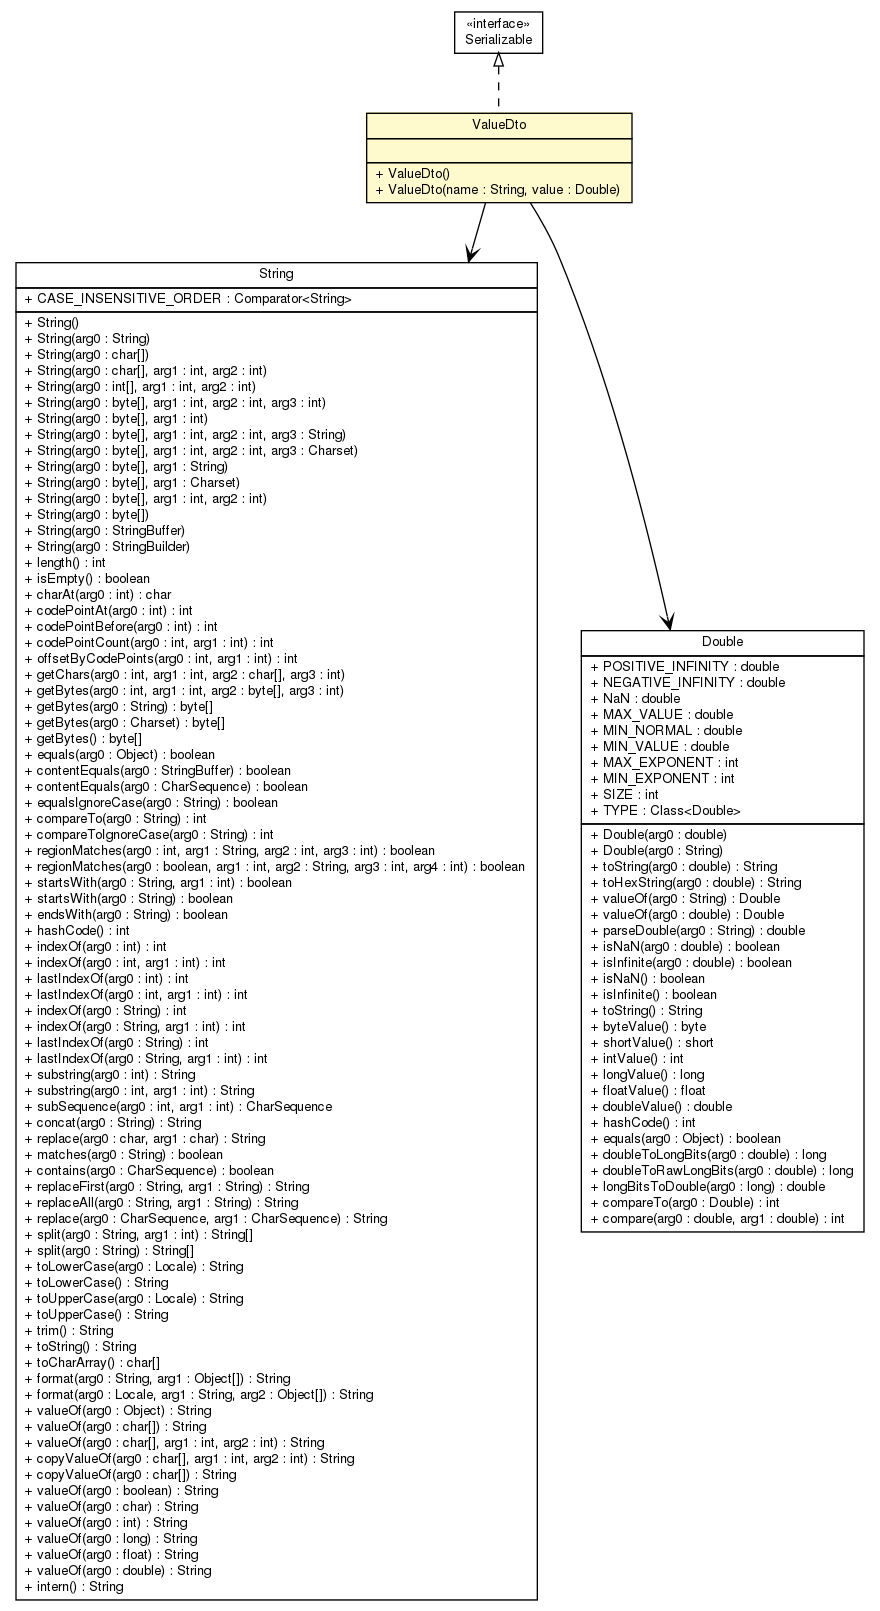 «interface»
Serializable
ValueDto
+ ValueDto()
+ ValueDto(name : String, value : Double)
String
+ CASE_INSENSITIVE_ORDER : Comparator<String>
+ String()
+ String(arg0 : String)
+ String(arg0 : char[])
+ String(arg0 : char[], arg1 : int, arg2 : int)
+ String(arg0 : int[], arg1 : int, arg2 : int)
+ String(arg0 : byte[], arg1 : int, arg2 : int, arg3 : int)
+ String(arg0 : byte[], arg1 : int)
+ String(arg0 : byte[], arg1 : int, arg2 : int, arg3 : String)
+ String(arg0 : byte[], arg1 : int, arg2 : int, arg3 : Charset)
+ String(arg0 : byte[], arg1 : String)
+ String(arg0 : byte[], arg1 : Charset)
+ String(arg0 : byte[], arg1 : int, arg2 : int)
+ String(arg0 : byte[])
+ String(arg0 : StringBuffer)
+ String(arg0 : StringBuilder)
+ length() : int
+ isEmpty() : boolean
+ charAt(arg0 : int) : char
+ codePointAt(arg0 : int) : int
+ codePointBefore(arg0 : int) : int
+ codePointCount(arg0 : int, arg1 : int) : int
+ offsetByCodePoints(arg0 : int, arg1 : int) : int
+ getChars(arg0 : int, arg1 : int, arg2 : char[], arg3 : int)
+ getBytes(arg0 : int, arg1 : int, arg2 : byte[], arg3 : int)
+ getBytes(arg0 : String) : byte[]
+ getBytes(arg0 : Charset) : byte[]
+ getBytes() : byte[]
+ equals(arg0 : Object) : boolean
+ contentEquals(arg0 : StringBuffer) : boolean
+ contentEquals(arg0 : CharSequence) : boolean
+ equalsIgnoreCase(arg0 : String) : boolean
+ compareTo(arg0 : String) : int
+ compareToIgnoreCase(arg0 : String) : int
+ regionMatches(arg0 : int, arg1 : String, arg2 : int, arg3 : int) : boolean
+ regionMatches(arg0 : boolean, arg1 : int, arg2 : String, arg3 : int, arg4 : int) : boolean
+ startsWith(arg0 : String, arg1 : int) : boolean
+ startsWith(arg0 : String) : boolean
+ endsWith(arg0 : String) : boolean
+ hashCode() : int
+ indexOf(arg0 : int) : int
+ indexOf(arg0 : int, arg1 : int) : int
+ lastIndexOf(arg0 : int) : int
+ lastIndexOf(arg0 : int, arg1 : int) : int
+ indexOf(arg0 : String) : int
+ indexOf(arg0 : String, arg1 : int) : int
+ lastIndexOf(arg0 : String) : int
+ lastIndexOf(arg0 : String, arg1 : int) : int
+ substring(arg0 : int) : String
+ substring(arg0 : int, arg1 : int) : String
+ subSequence(arg0 : int, arg1 : int) : CharSequence
+ concat(arg0 : String) : String
+ replace(arg0 : char, arg1 : char) : String
+ matches(arg0 : String) : boolean
+ contains(arg0 : CharSequence) : boolean
+ replaceFirst(arg0 : String, arg1 : String) : String
+ replaceAll(arg0 : String, arg1 : String) : String
+ replace(arg0 : CharSequence, arg1 : CharSequence) : String
+ split(arg0 : String, arg1 : int) : String[]
+ split(arg0 : String) : String[]
+ toLowerCase(arg0 : Locale) : String
+ toLowerCase() : String
+ toUpperCase(arg0 : Locale) : String
+ toUpperCase() : String
+ trim() : String
+ toString() : String
+ toCharArray() : char[]
+ format(arg0 : String, arg1 : Object[]) : String
+ format(arg0 : Locale, arg1 : String, arg2 : Object[]) : String
+ valueOf(arg0 : Object) : String
+ valueOf(arg0 : char[]) : String
+ valueOf(arg0 : char[], arg1 : int, arg2 : int) : String
+ copyValueOf(arg0 : char[], arg1 : int, arg2 : int) : String
+ copyValueOf(arg0 : char[]) : String
+ valueOf(arg0 : boolean) : String
+ valueOf(arg0 : char) : String
+ valueOf(arg0 : int) : String
+ valueOf(arg0 : long) : String
+ valueOf(arg0 : float) : String
+ valueOf(arg0 : double) : String
+ intern() : String
Double
+ POSITIVE_INFINITY : double
+ NEGATIVE_INFINITY : double
+ NaN : double
+ MAX_VALUE : double
+ MIN_NORMAL : double
+ MIN_VALUE : double
+ MAX_EXPONENT : int
+ MIN_EXPONENT : int
+ SIZE : int
+ TYPE : Class<Double>
+ Double(arg0 : double)
+ Double(arg0 : String)
+ toString(arg0 : double) : String
+ toHexString(arg0 : double) : String
+ valueOf(arg0 : String) : Double
+ valueOf(arg0 : double) : Double
+ parseDouble(arg0 : String) : double
+ isNaN(arg0 : double) : boolean
+ isInfinite(arg0 : double) : boolean
+ isNaN() : boolean
+ isInfinite() : boolean
+ toString() : String
+ byteValue() : byte
+ shortValue() : short
+ intValue() : int
+ longValue() : long
+ floatValue() : float
+ doubleValue() : double
+ hashCode() : int
+ equals(arg0 : Object) : boolean
+ doubleToLongBits(arg0 : double) : long
+ doubleToRawLongBits(arg0 : double) : long
+ longBitsToDouble(arg0 : long) : double
+ compareTo(arg0 : Double) : int
+ compare(arg0 : double, arg1 : double) : int